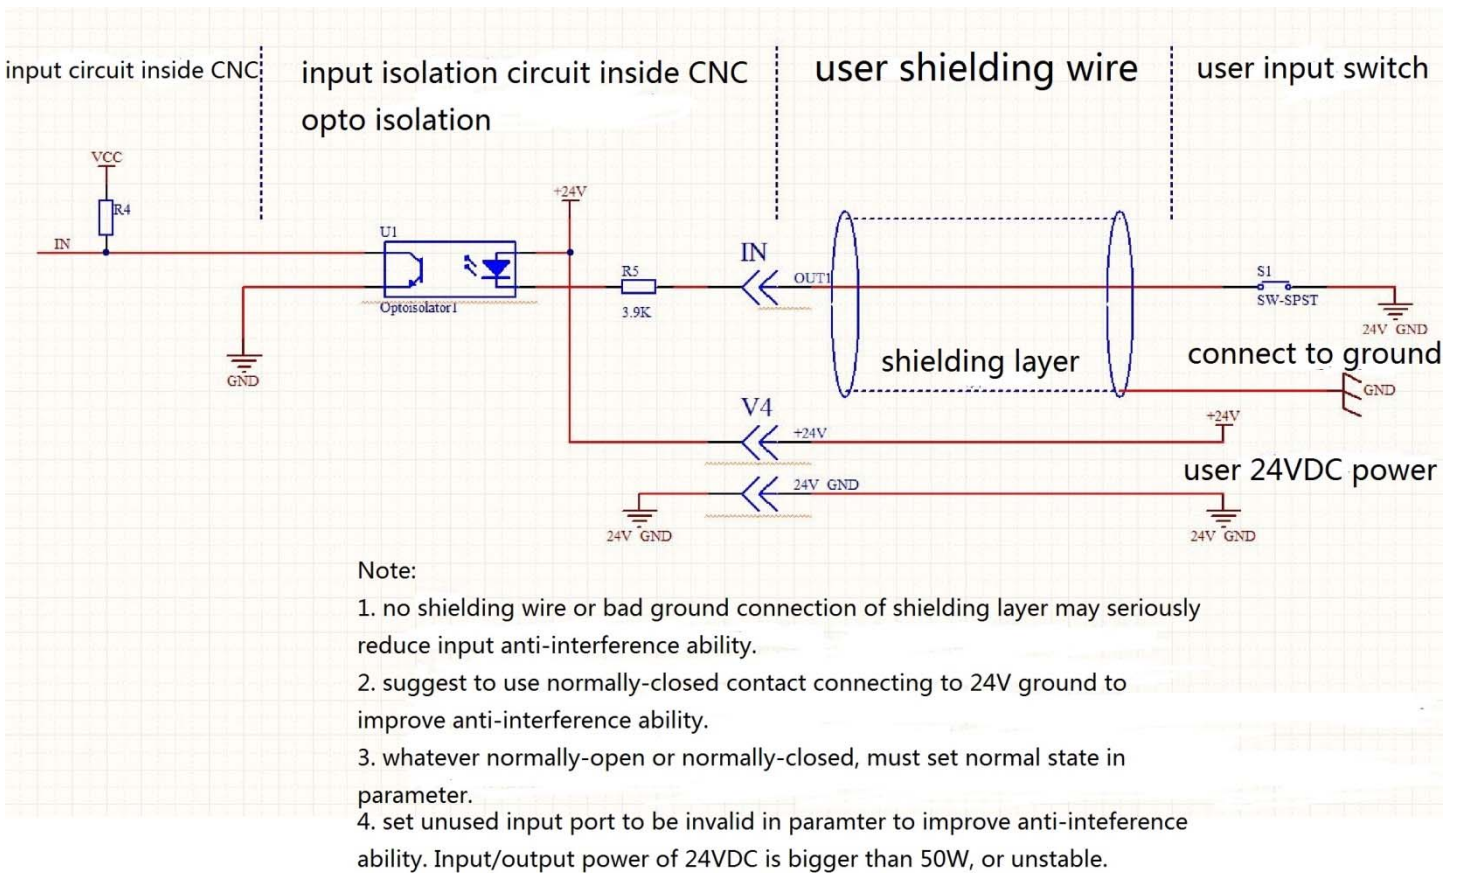 input circuit inside CNC
input isolation circuit inside CNC
opto isolation
user shielding wire
user input switch
VCC
R4
IN
U1
Optoisolator1
GND
+24V
R5
3.9K
IN
OUT1
S1
SW-SPST
24V GND
shielding layer
connect to ground
GND
V4
+24V
+24V
24V GND
user 24VDC power
24V GND
24V GND
Note:
1. no shielding wire or bad ground connection of shielding layer may seriously
reduce input anti-interference ability.
2. suggest to use normally-closed contact connecting to 24V ground to
improve anti-interference ability.
3. whatever normally-open or normally-closed, must set normal state in
parameter.
4. set unused input port to be invalid in paramter to improve anti-inteference
ability. Input/output power of 24VDC is bigger than 50W, or unstable.